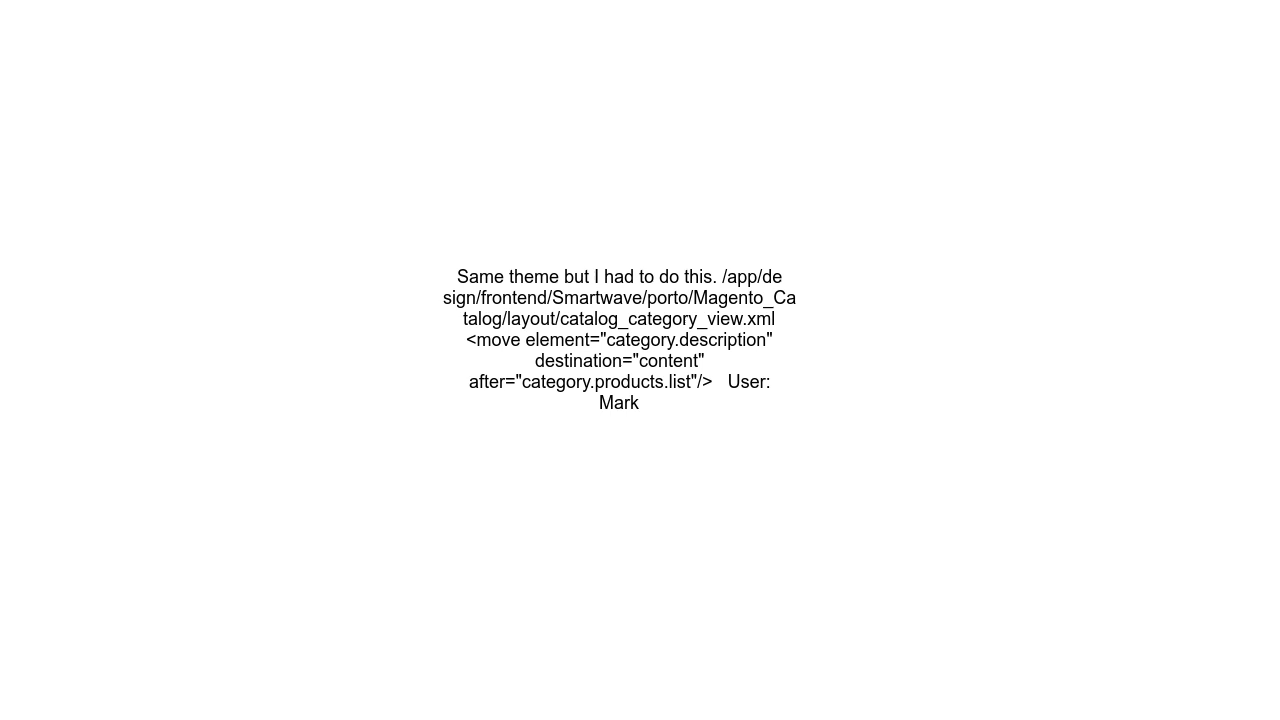 Same theme but I had to do this. /app/de
sign/frontend/Smartwave/porto/Magento_Ca
talog/layout/catalog_category_view.xml
<move element="category.description"
destination="content"
after="category.products.list"/>   User:
Mark